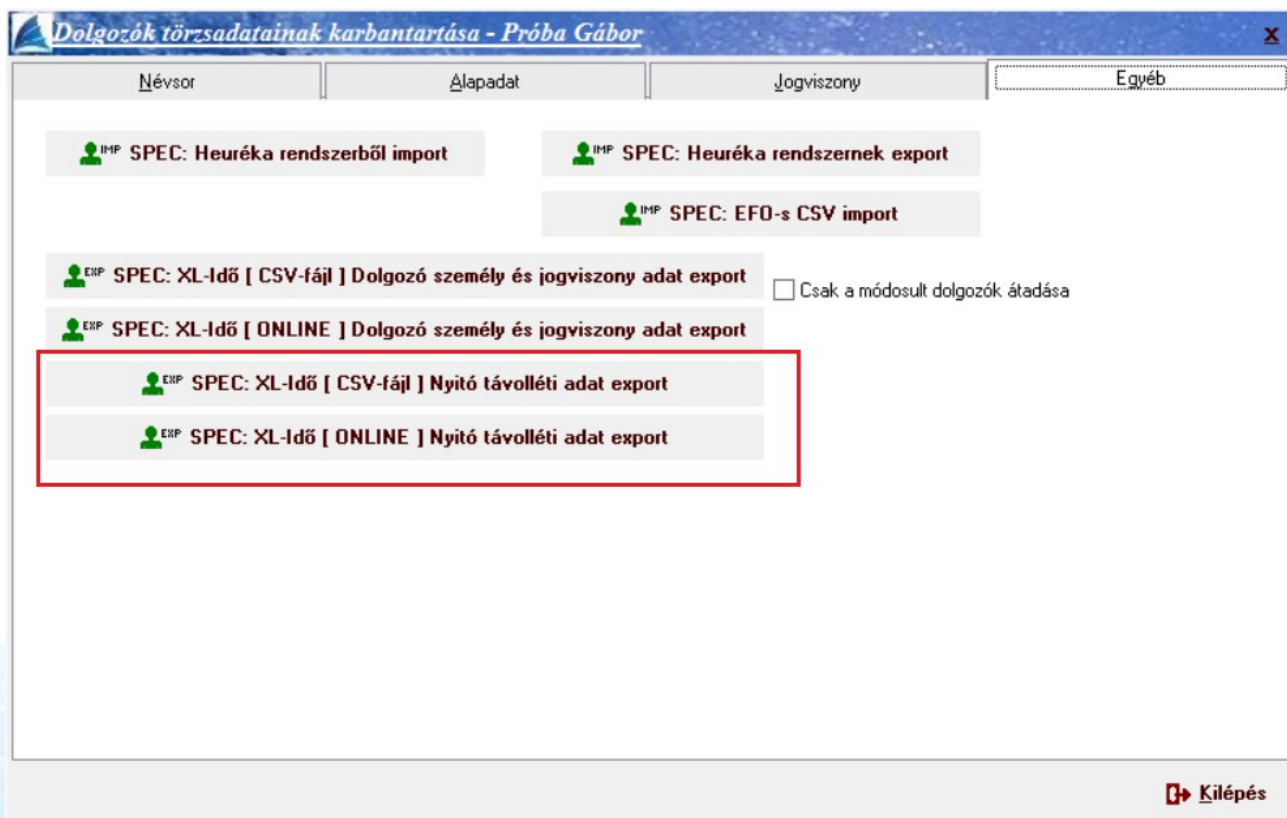 Dolgozók törzsadatainak karbantartása - Próba Gábor
x
Névsor Alapadat Jogviszony Egyéb
IMP SPEC: Heuréka rendszerből import
IMP SPEC: Heuréka rendszernek export
IMP SPEC: EFO-s CSV import
EXP SPEC: XL-Idő [ CSV-fájl ] Dolgozó személy és jogviszony adat export
Csak a módosult dolgozók átadása
EXP SPEC: XL-Idő [ ONLINE ] Dolgozó személy és jogviszony adat export
EXP SPEC: XL-Idő [ CSV-fájl ] Nyitó távolléti adat export
EXP SPEC: XL-Idő [ ONLINE ] Nyitó távolléti adat export
Kilépés